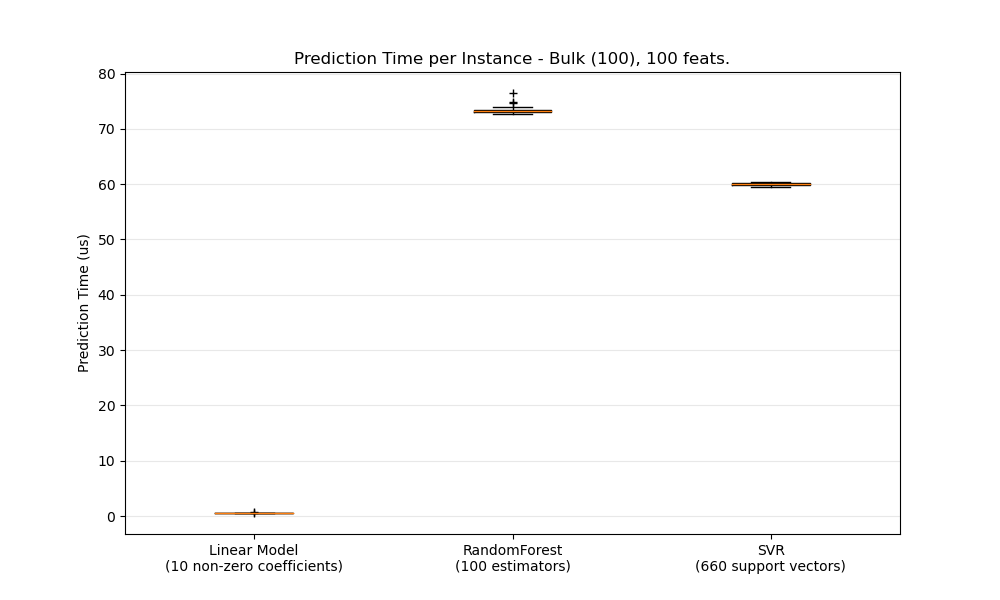 Prediction Time per Instance - Bulk (100), 100 feats.
80
70
60
50
40
30
20
10
0
Prediction Time (us)
Linear Model
(10 non-zero coefficients)
RandomForest
(100 estimators)
SVR
(660 support vectors)